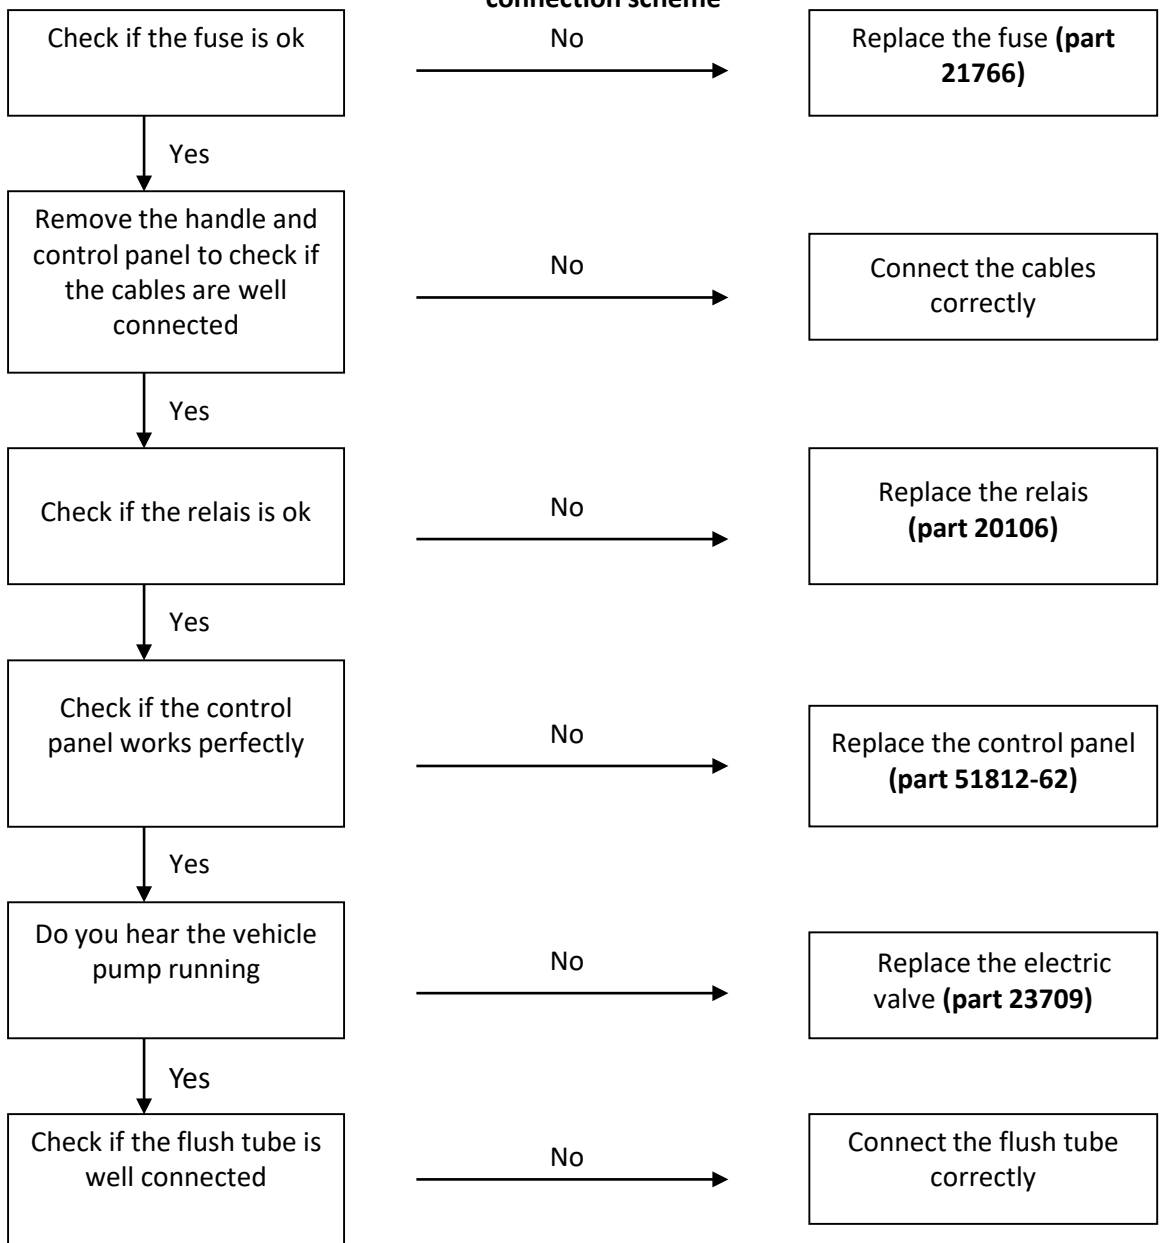 connection scheme
Check if the fuse is ok
No
Replace the fuse (part
21766)
Yes
Remove the handle and
control panel to check if
the cables are well
connected
No
Connect the cables
correctly
Yes
Check if the relais is ok
No
Replace the relais
(part 20106)
Yes
Check if the control
panel works perfectly
No
Replace the control panel
(part 51812-62)
Yes
Do you hear the vehicle
pump running
No
Replace the electric
valve (part 23709)
Yes
Check if the flush tube is
well connected
No
Connect the flush tube
correctly